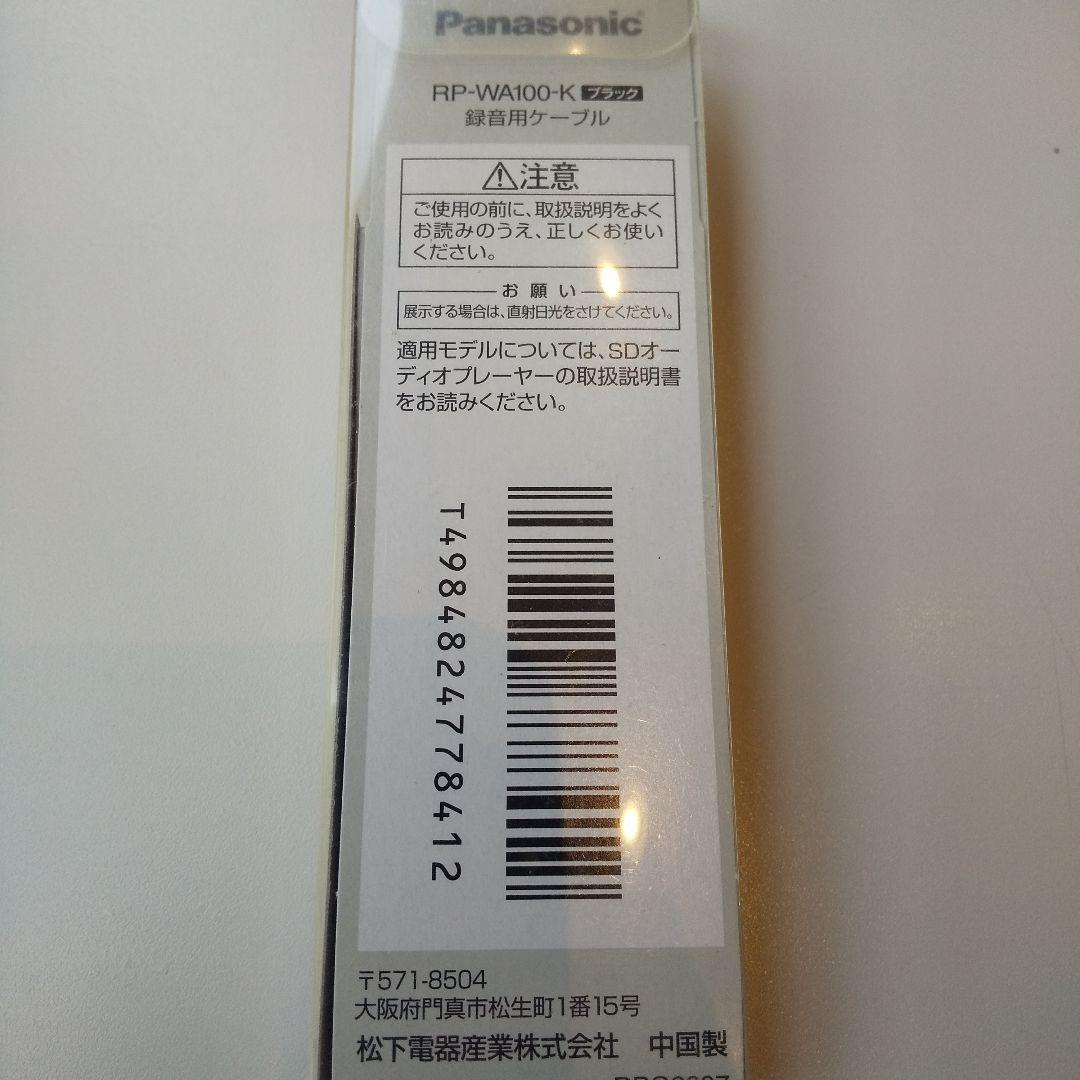 Panasonic
RP-WA100-K ブラック
録音用ケーブル
⚠注意
ご使用の前に、取扱説明をよく
お読みのうえ、正しくお使い
ください。
お願い
展示する場合は、直射日光をさけてください。
適用モデルについては、SDオー
ディオプレーヤーの取扱説明書
をお読みください。
T4984824778412
〒571-8504
大阪府門真市松生町1番15号
松下電器産業株式会社 中国製